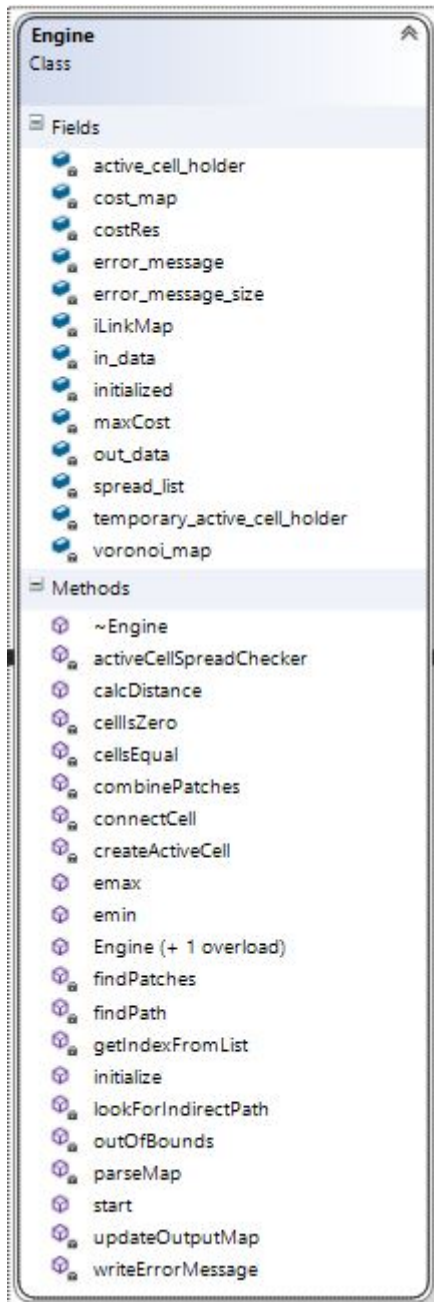 Engine
Class
Fields
active_cell_holder
cost_map
costRes
error_message
error_message_size
iLinkMap
in_data
initialized
maxCost
out_data
spread_list
temporary_active_cell_holder
voronoi_map
Methods
~Engine
activeCellSpreadChecker
calcDistance
cellIsZero
cellsEqual
combinePatches
connectCell
createActiveCell
emax
emin
Engine (+ 1 overload)
findPatches
findPath
getIndexFromList
initialize
lookForIndirectPath
outOfBounds
parseMap
start
updateOutputMap
writeErrorMessage